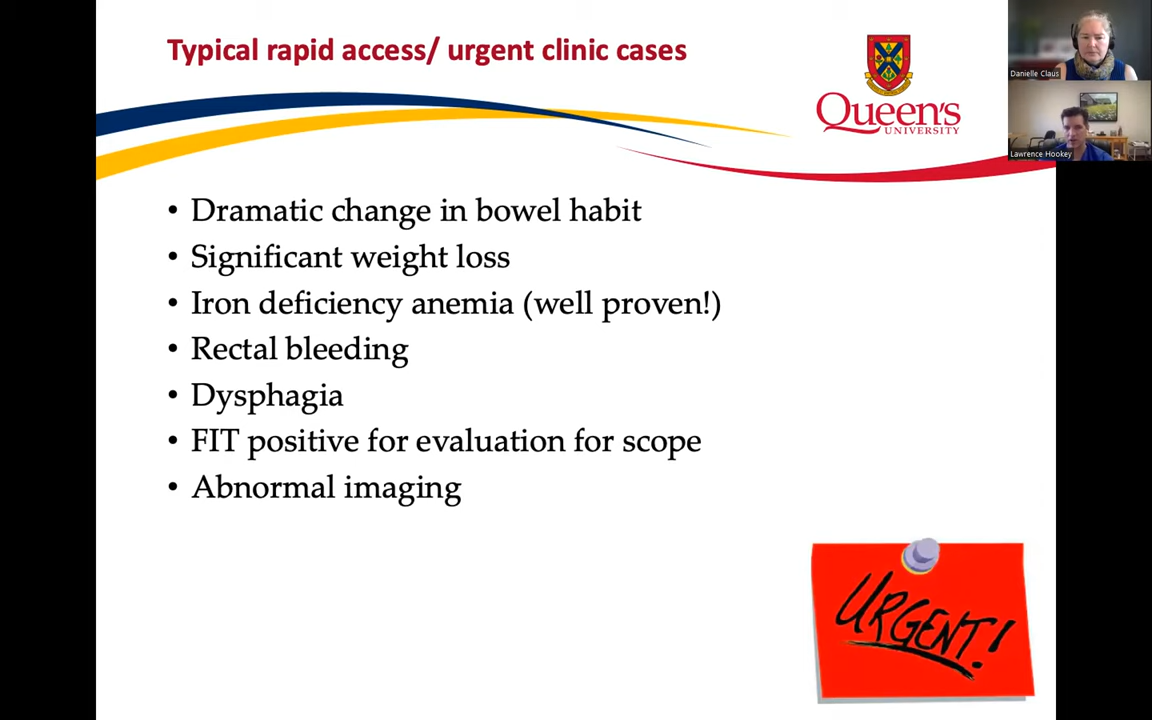 Typical rapid access/ urgent clinic cases
Queen's
UNIVERSITY
Danielle Claus
Lawrence Hookey
• Dramatic change in bowel habit
• Significant weight loss
• Iron deficiency anemia (well proven!)
• Rectal bleeding
• Dysphagia
• FIT positive for evaluation for scope
• Abnormal imaging
URGENT!